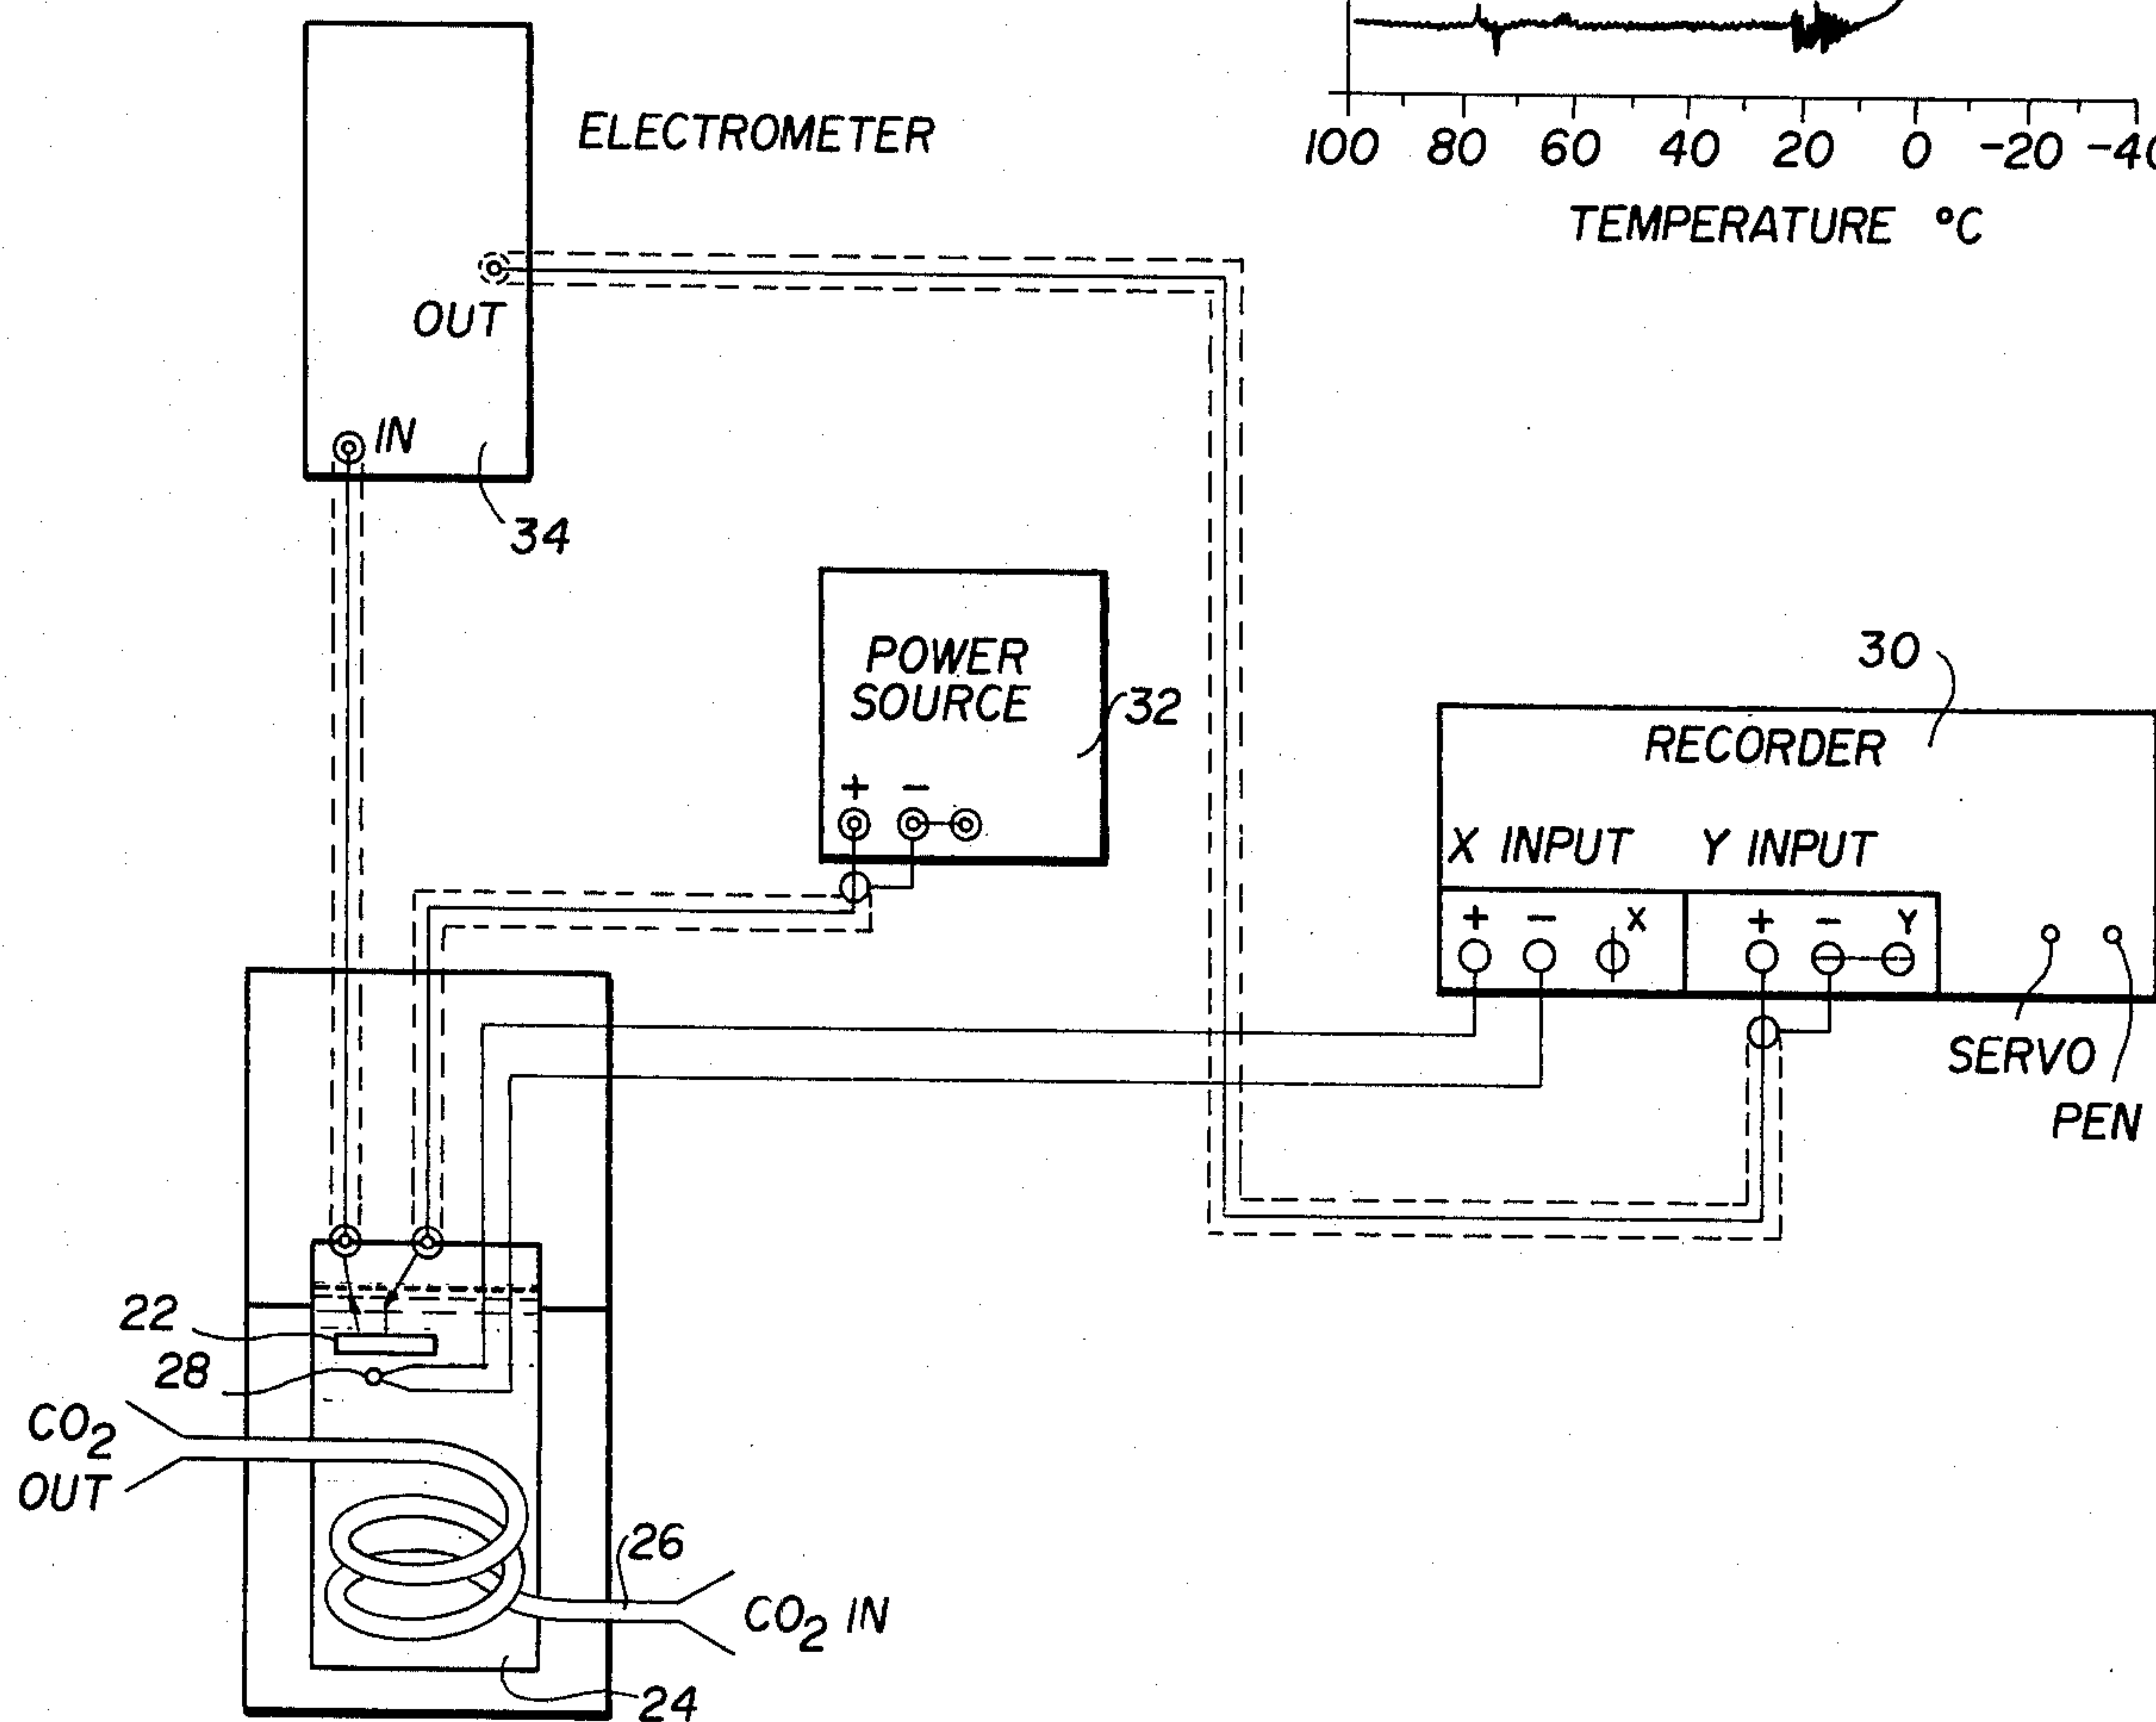 100 80 60 40 20 0 -20 -40
TEMPERATURE °C
ELECTROMETER
OUT
IN
34
POWER
SOURCE
32
+ −
30
RECORDER
X INPUT Y INPUT
+ − X + − Y
SERVO
PEN
22
28
CO2
OUT
26
CO2 IN
24